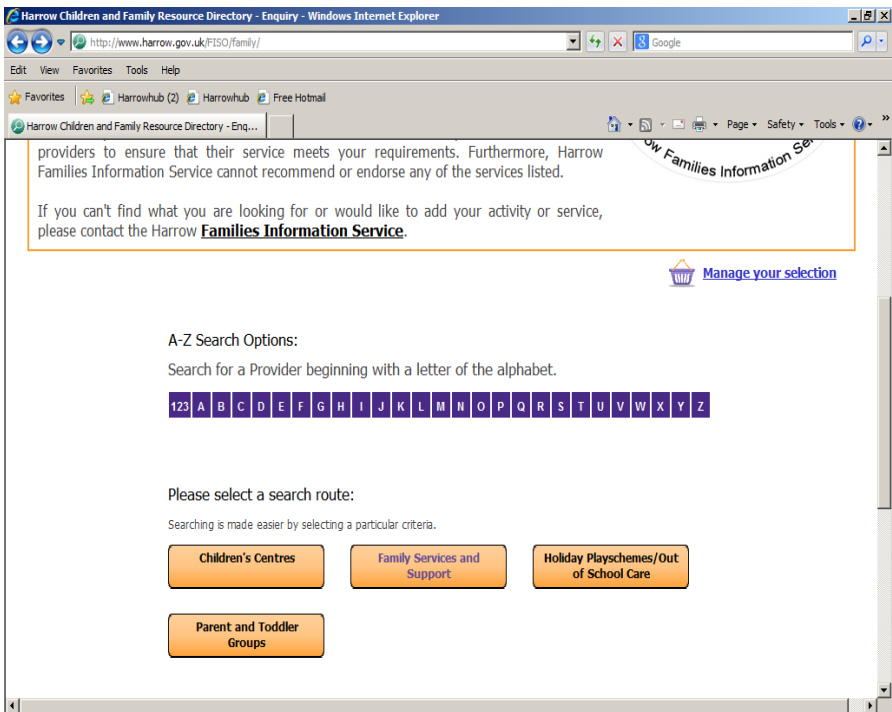 Harrow Children and Family Resource Directory - Enquiry - Windows Internet Explorer
http://www.harrow.gov.uk/FISO/family/
Google
Edit View Favorites Tools Help
Favorites Harrowhub (2) Harrowhub Free Hotmail
Harrow Children and Family Resource Directory - Enq...
Page Safety Tools
providers to ensure that their service meets your requirements. Furthermore, Harrow
Families Information Service cannot recommend or endorse any of the services listed.
Families Information
If you can't find what you are looking for or would like to add your activity or service,
please contact the Harrow Families Information Service.
Manage your selection
A-Z Search Options:
Search for a Provider beginning with a letter of the alphabet.
123 A B C D E F G H I J K L M N O P Q R S T U V W X Y Z
Please select a search route:
Searching is made easier by selecting a particular criteria.
Children's Centres
Family Services and
Support
Holiday Playschemes/Out
of School Care
Parent and Toddler
Groups